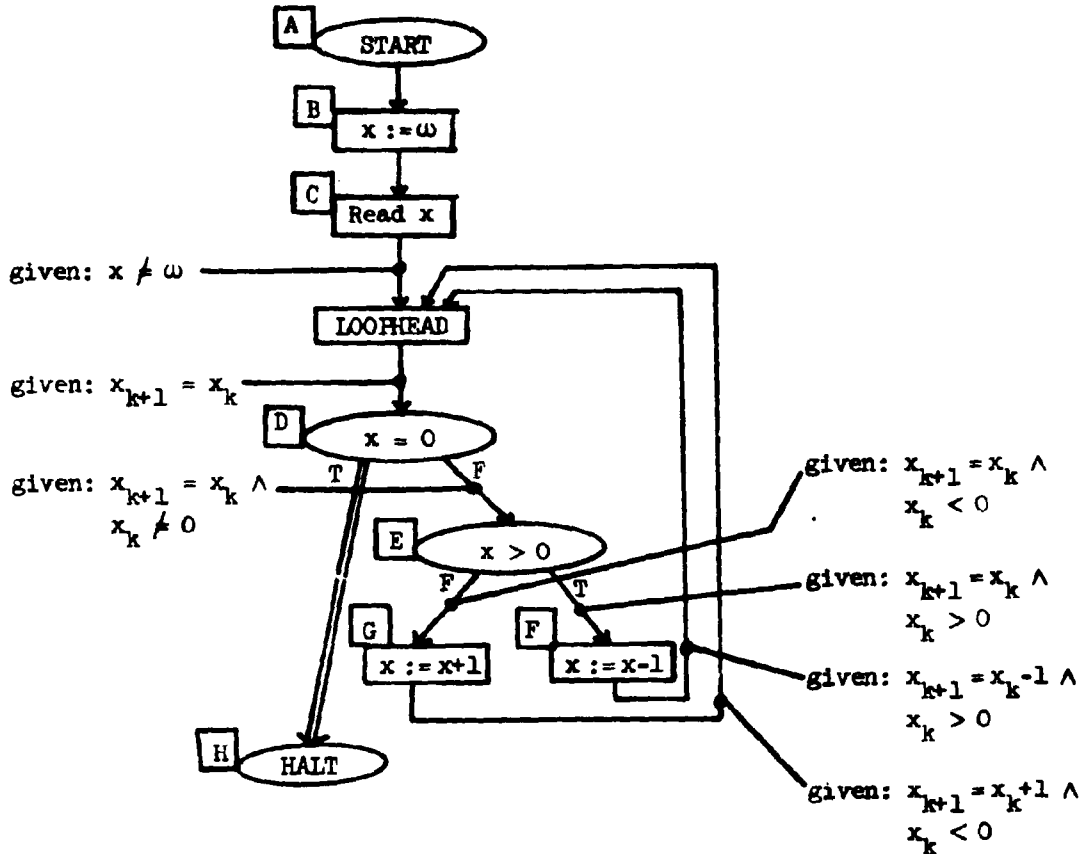 A
START
B
x := ω
C
Read x
given: x ≠ ω
LOOPHEAD
given: x_{k+1} = x_k
D
x = 0
T
F
given: x_{k+1} = x_k ∧
x_k ≠ 0
given: x_{k+1} = x_k ∧
x_k < 0
E
x > 0
F
T
given: x_{k+1} = x_k ∧
x_k > 0
G
x := x+1
F
x := x-1
given: x_{k+1} = x_k-1 ∧
x_k > 0
H
HALT
given: x_{k+1} = x_k+1 ∧
x_k < 0